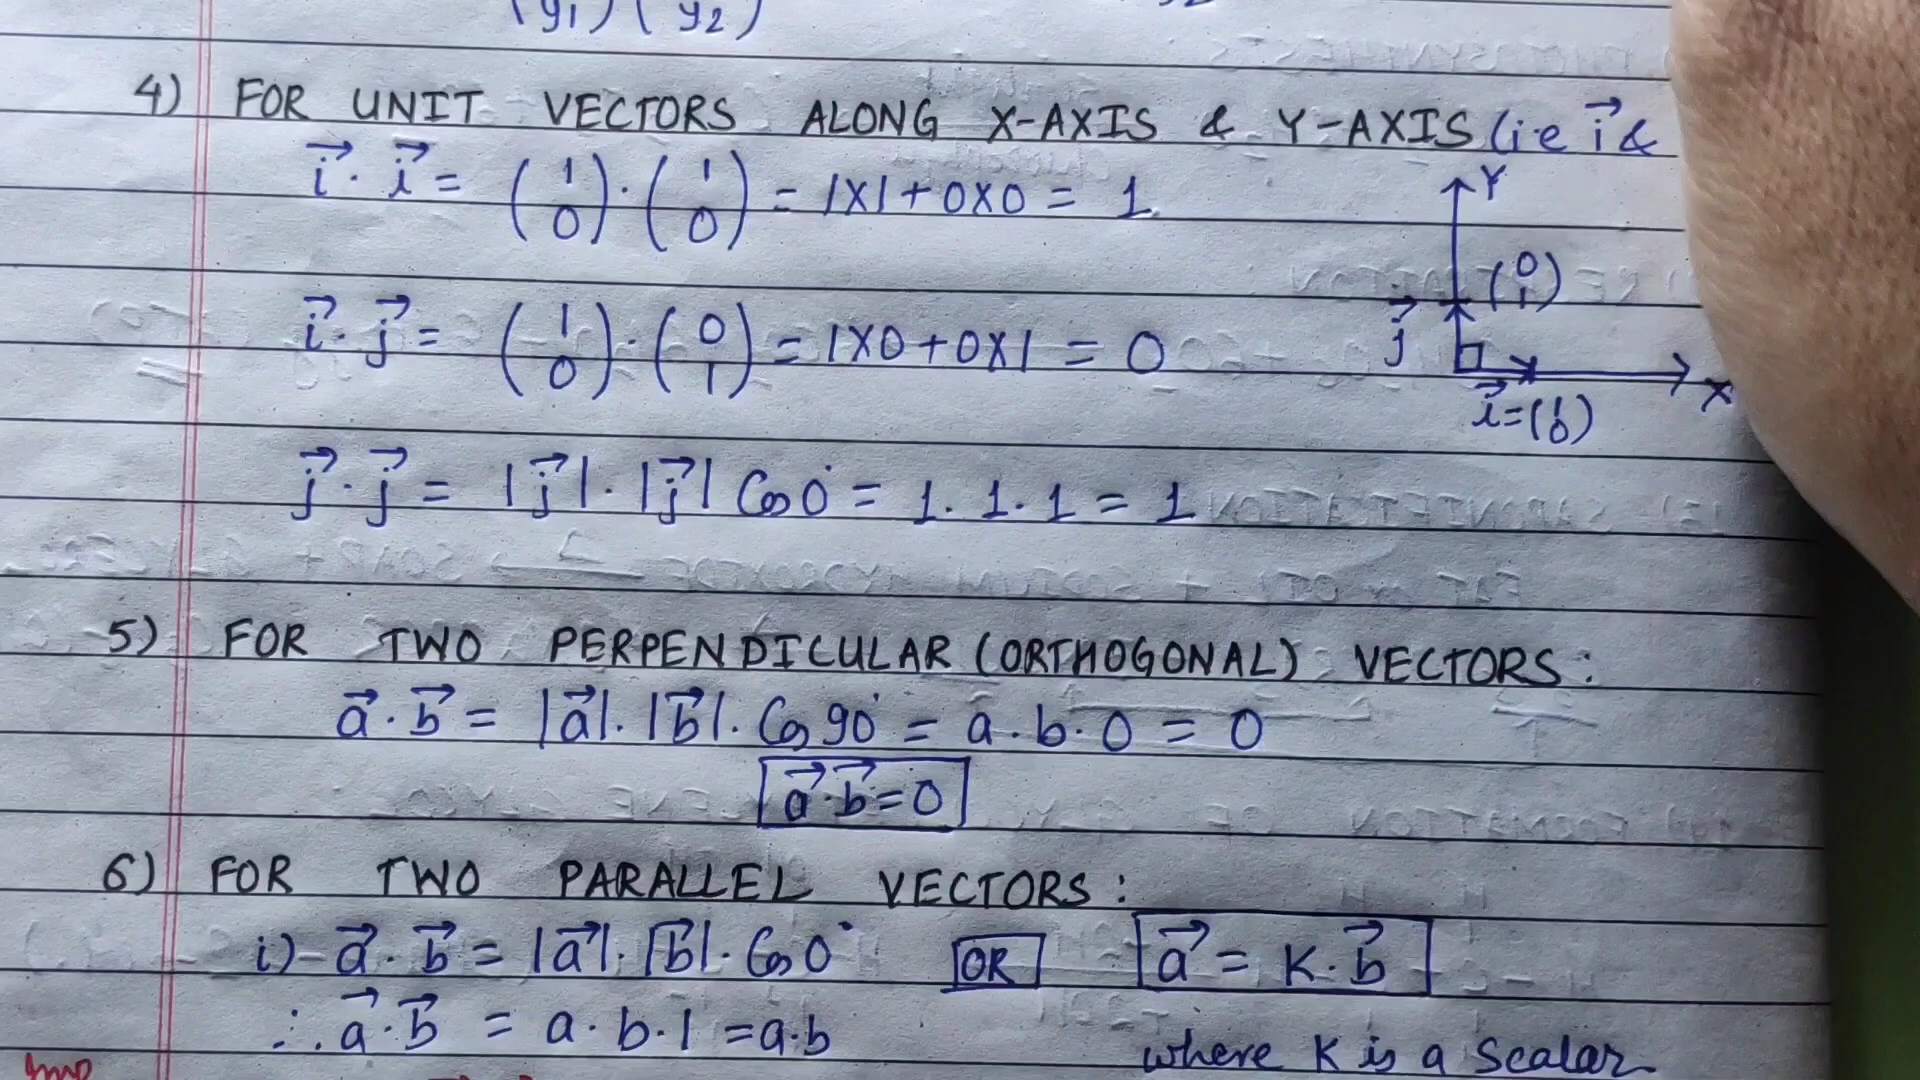 (y₁) (y₂)
4) FOR UNIT VECTORS ALONG X-AXIS & Y-AXIS (i.e i⃗ &
i⃗ · i⃗ = (1 0) · (1 0) = 1×1 + 0×0 = 1
Y
(0 1)
i⃗ · j⃗ = (1 0) · (0 1) = 1×0 + 0×1 = 0
j⃗
X
i⃗ = (1 0)
j⃗ · j⃗ = |j⃗| · |j⃗| Cos 0° = 1 · 1 · 1 = 1
5) FOR TWO PERPENDICULAR (ORTHOGONAL) VECTORS:
a⃗ · b⃗ = |a⃗| · |b⃗| · Cos 90° = a · b · 0 = 0
a⃗ · b⃗ = 0
6) FOR TWO PARALLEL VECTORS:
i) a⃗ · b⃗ = |a⃗| · |b⃗| · Cos 0° OR a⃗ = K · b⃗
∴ a⃗ · b⃗ = a · b · 1 = a·b where K is a Scalar
Imp